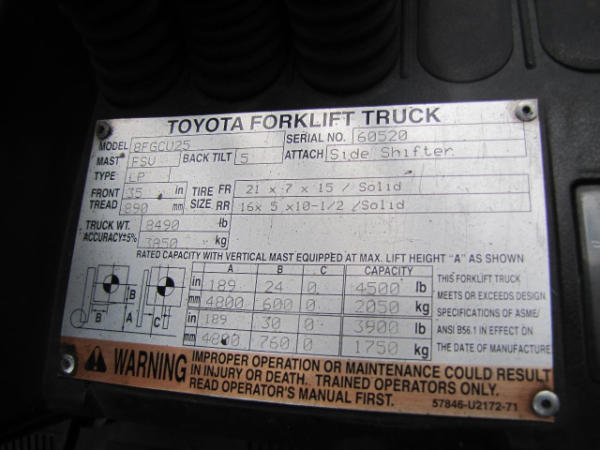 TOYOTA FORKLIFT TRUCK
MODEL 8FGCU25 SERIAL NO. 60520
MAST FSU BACK TILT 5 ATTACH Side Shifter
TYPE LP
FRONT TREAD 35 in TIRE SIZE FR 21 x 7 x 15 / Solid
890 mm RR 16x 5 x10-1/2 /Solid
TRUCK WT. 8490 lb
ACCURACY±5% 3850 kg
RATED CAPACITY WITH VERTICAL MAST EQUIPPED AT MAX. LIFT HEIGHT "A" AS SHOWN
A B C CAPACITY
in 189 24 0 4500 lb
mm 4800 600 0 2050 kg
in 189 30 0 3900 lb
mm 4800 760 0 1750 kg
B A C
THIS FORKLIFT TRUCK
MEETS OR EXCEEDS DESIGN
SPECIFICATIONS OF ASME/
ANSI B56.1 IN EFFECT ON
THE DATE OF MANUFACTURE.
WARNING
IMPROPER OPERATION OR MAINTENANCE COULD RESULT
IN INJURY OR DEATH. TRAINED OPERATORS ONLY.
READ OPERATOR'S MANUAL FIRST.
57846-U2172-71